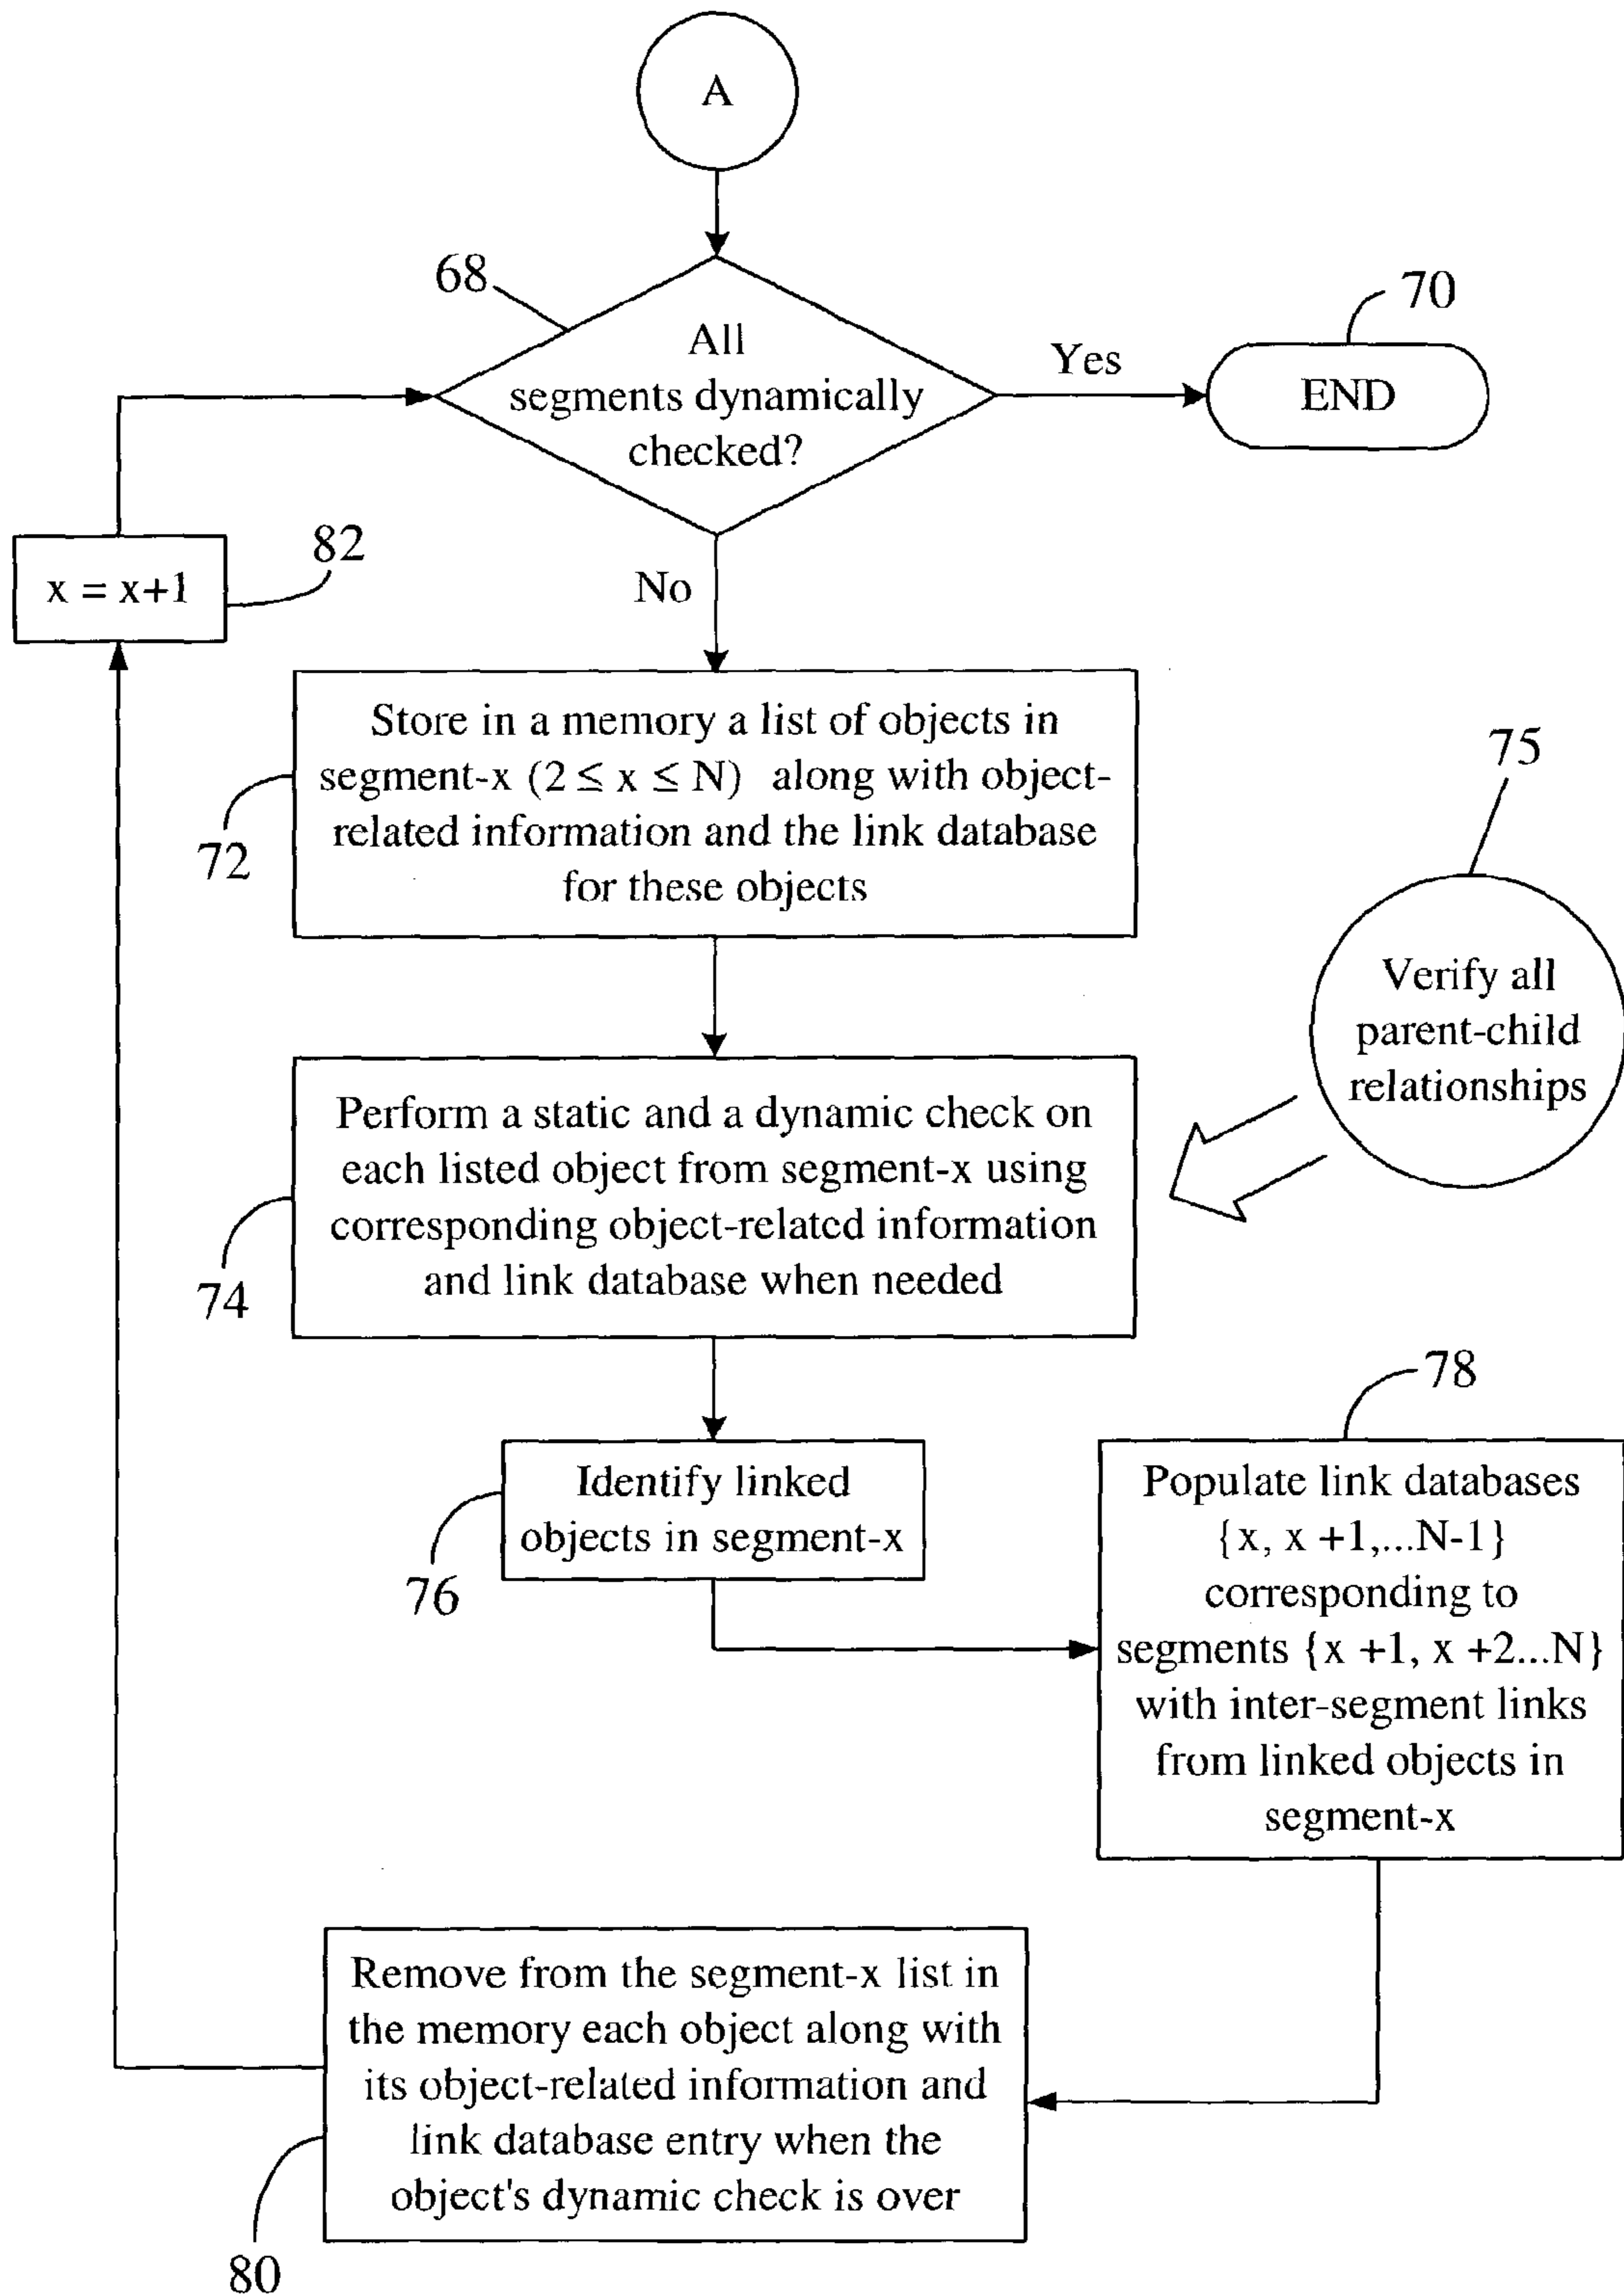 A
68
All
segments dynamically
checked?
Yes
70
END
82
x = x+1
No
Store in a memory a list of objects in
segment-x (2 ≤ x ≤ N) along with object-
related information and the link database
for these objects
72
75
Verify all
parent-child
relationships
Perform a static and a dynamic check on
each listed object from segment-x using
corresponding object-related information
and link database when needed
74
78
Identify linked
objects in segment-x
76
Populate link databases
{x, x +1,...N-1}
corresponding to
segments {x +1, x +2...N}
with inter-segment links
from linked objects in
segment-x
Remove from the segment-x list in
the memory each object along with
its object-related information and
link database entry when the
object's dynamic check is over
80